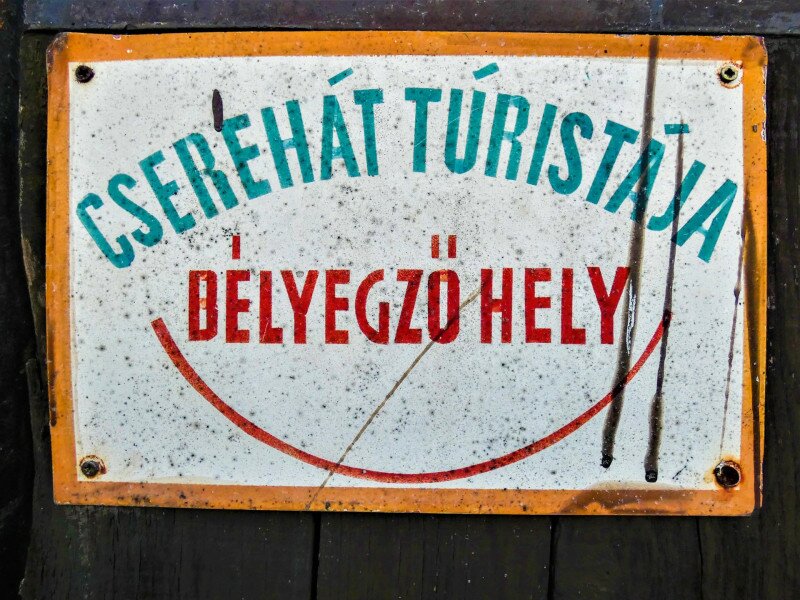 CSEREHÁT TÚRISTÁJA
BÉLYEGZŐ HELY